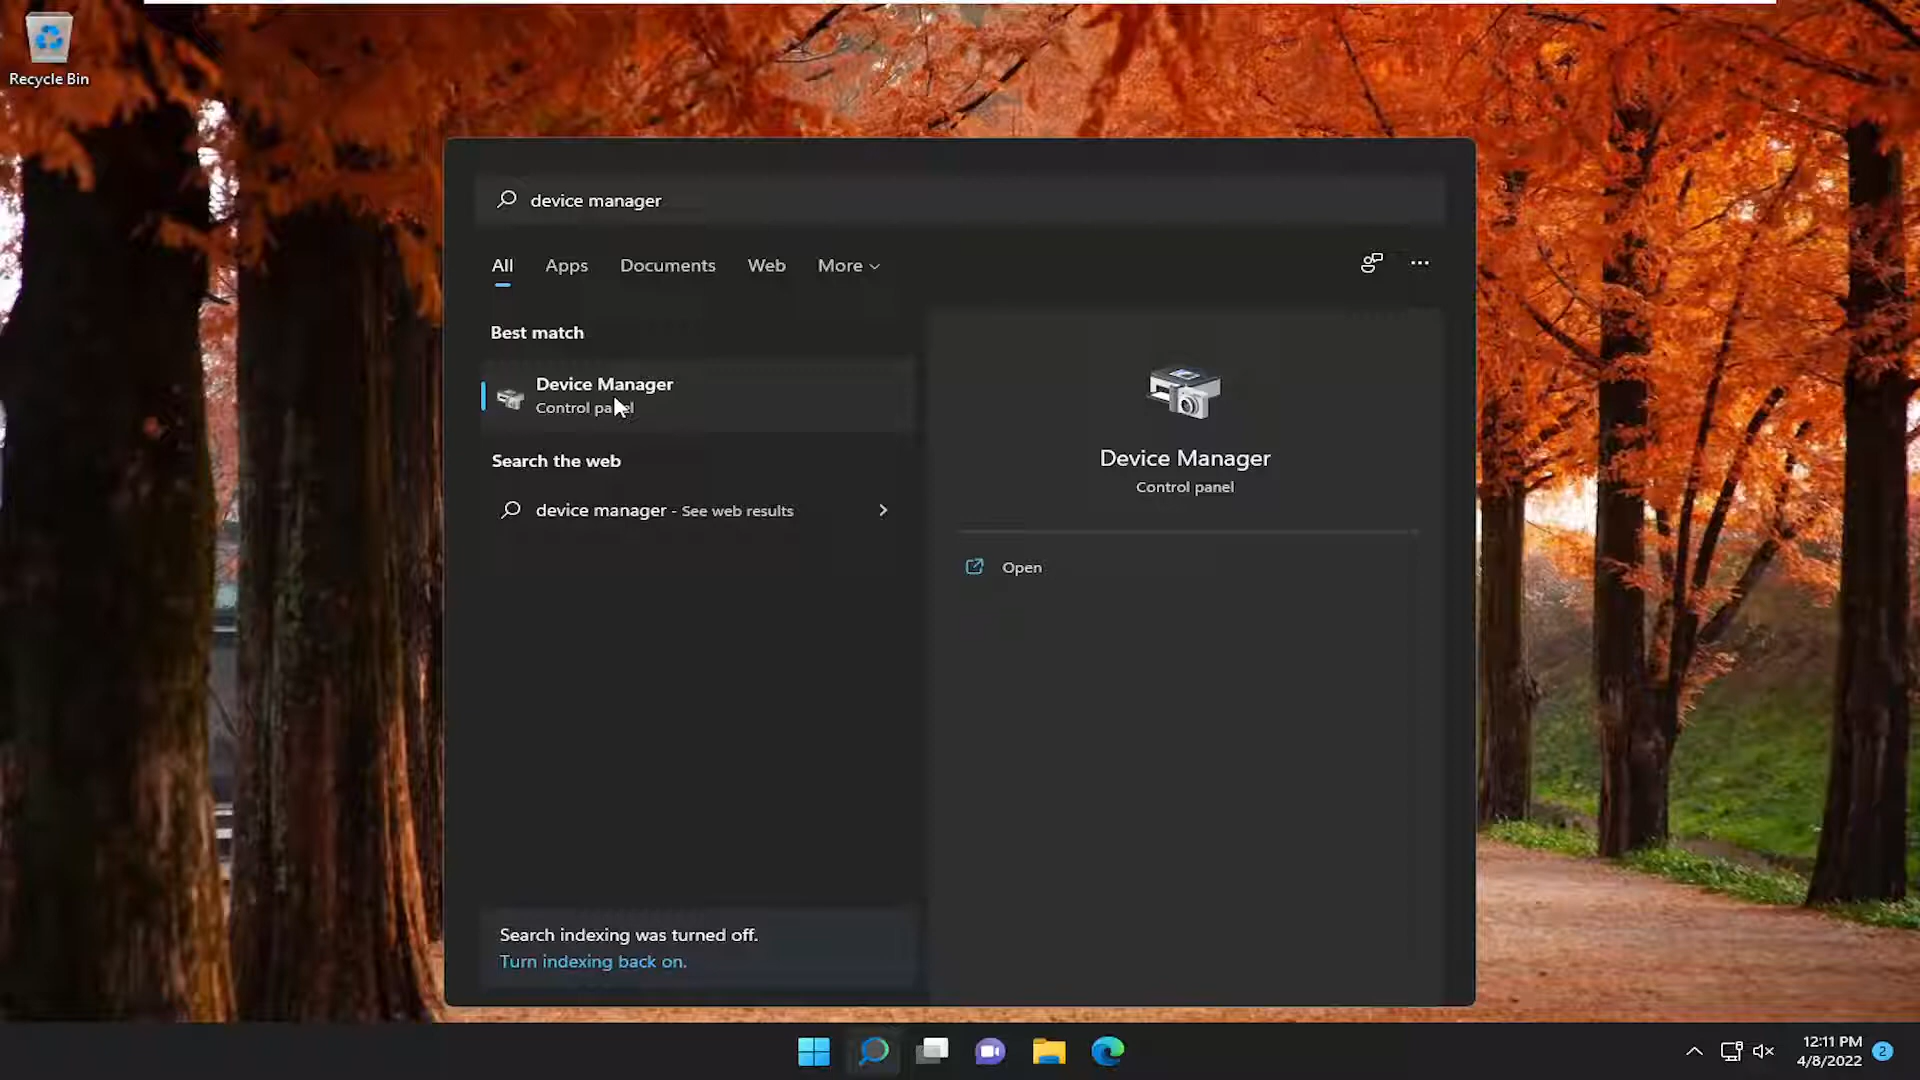 Recycle Bin
device manager
All Apps Documents Web More
Best match
Device Manager
Control panel
Search the web
device manager - See web results
Device Manager
Control panel
Open
Search indexing was turned off.
Turn indexing back on.
12:11 PM
4/8/2022
2